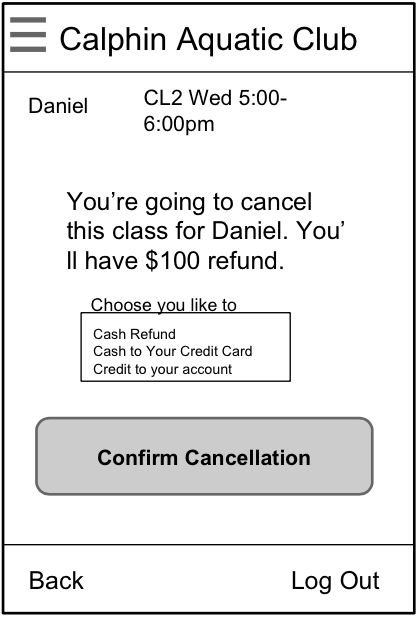 Calphin Aquatic Club
Daniel
CL2 Wed 5:00-
6:00pm
You’re going to cancel
this class for Daniel. You’
ll have $100 refund.
Choose you like to
Cash Refund
Cash to Your Credit Card
Credit to your account
Confirm Cancellation
Back
Log Out